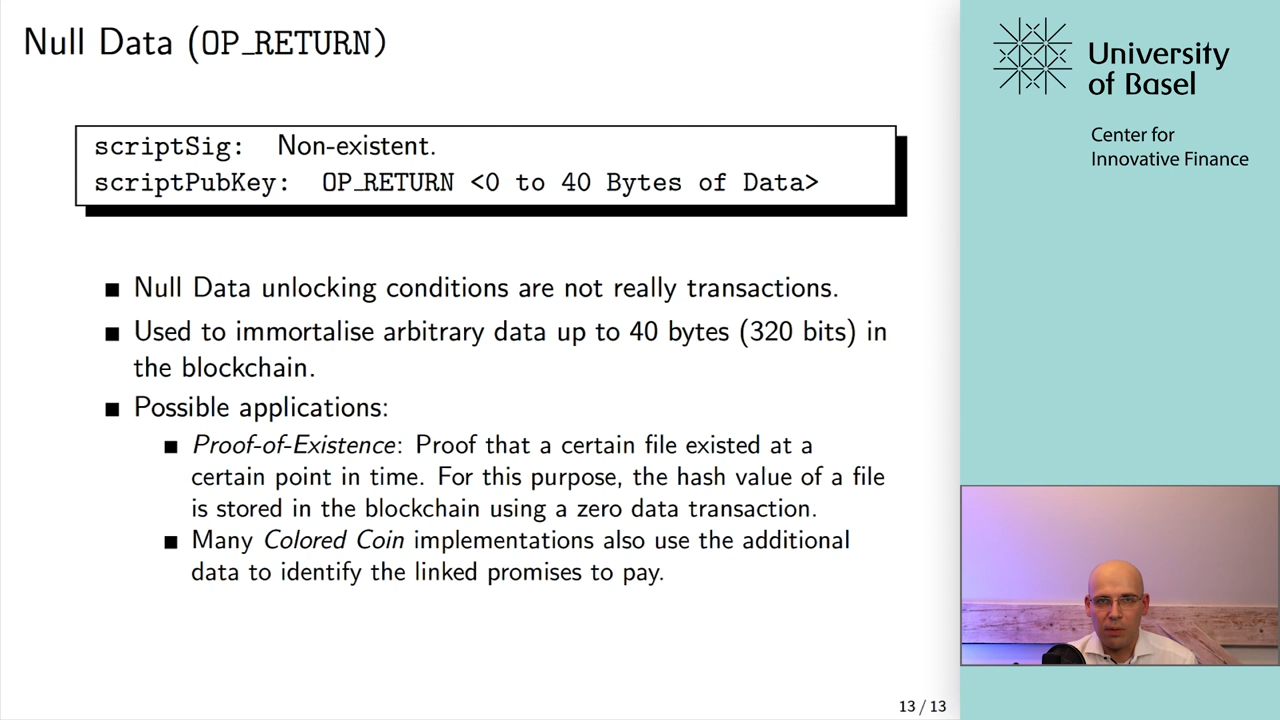 Null Data (OP_RETURN)
scriptSig: Non-existent.
scriptPubKey: OP_RETURN <0 to 40 Bytes of Data>
Null Data unlocking conditions are not really transactions.
Used to immortalise arbitrary data up to 40 bytes (320 bits) in
the blockchain.
Possible applications:
Proof-of-Existence: Proof that a certain file existed at a
certain point in time. For this purpose, the hash value of a file
is stored in the blockchain using a zero data transaction.
Many Colored Coin implementations also use the additional
data to identify the linked promises to pay.
13 / 13
University
of Basel
Center for
Innovative Finance